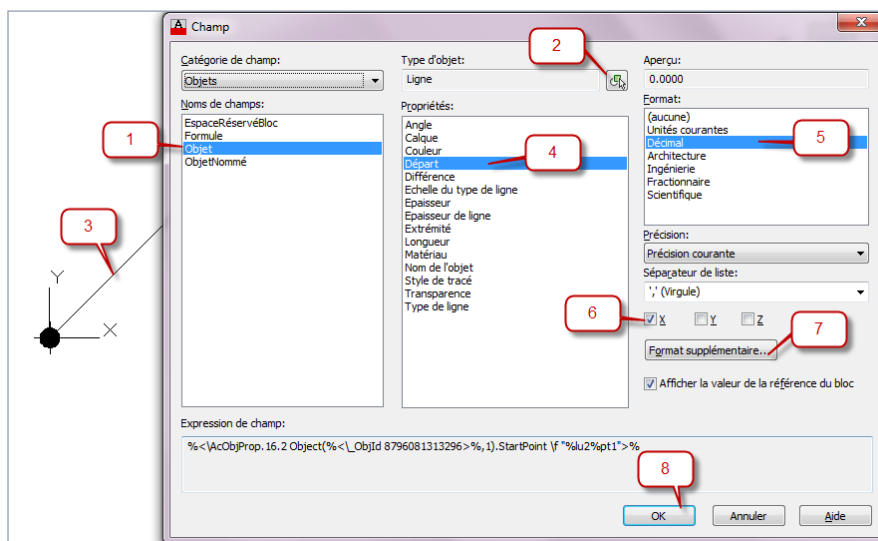 Champ
Catégorie de champ:
Objets
Noms de champs:
EspaceRéservéBloc
Formule
Objet
ObjetNommé
1
Type d'objet:
Ligne
2
Propriétés:
Angle
Calque
Couleur
Départ
Différence
Echelle du type de ligne
Epaisseur
Epaisseur de ligne
Extrémité
Longueur
Matériau
Nom de l'objet
Style de tracé
Transparence
Type de ligne
4
Aperçu:
0.0000
Format:
(aucune)
Unités courantes
Décimal
Architecture
Ingénierie
Fractionnaire
Scientifique
5
Précision:
Précision courante
Séparateur de liste:
',' (Virgule)
6
X Y Z
7
Format supplémentaire...
Afficher la valeur de la référence du bloc
3
Y
X
Expression de champ:
%<\AcObjProp.16.2 Object(%<\_ObjId 8796081313296>%,1).StartPoint \f "%lu2%pt1">%
8
OK Annuler Aide